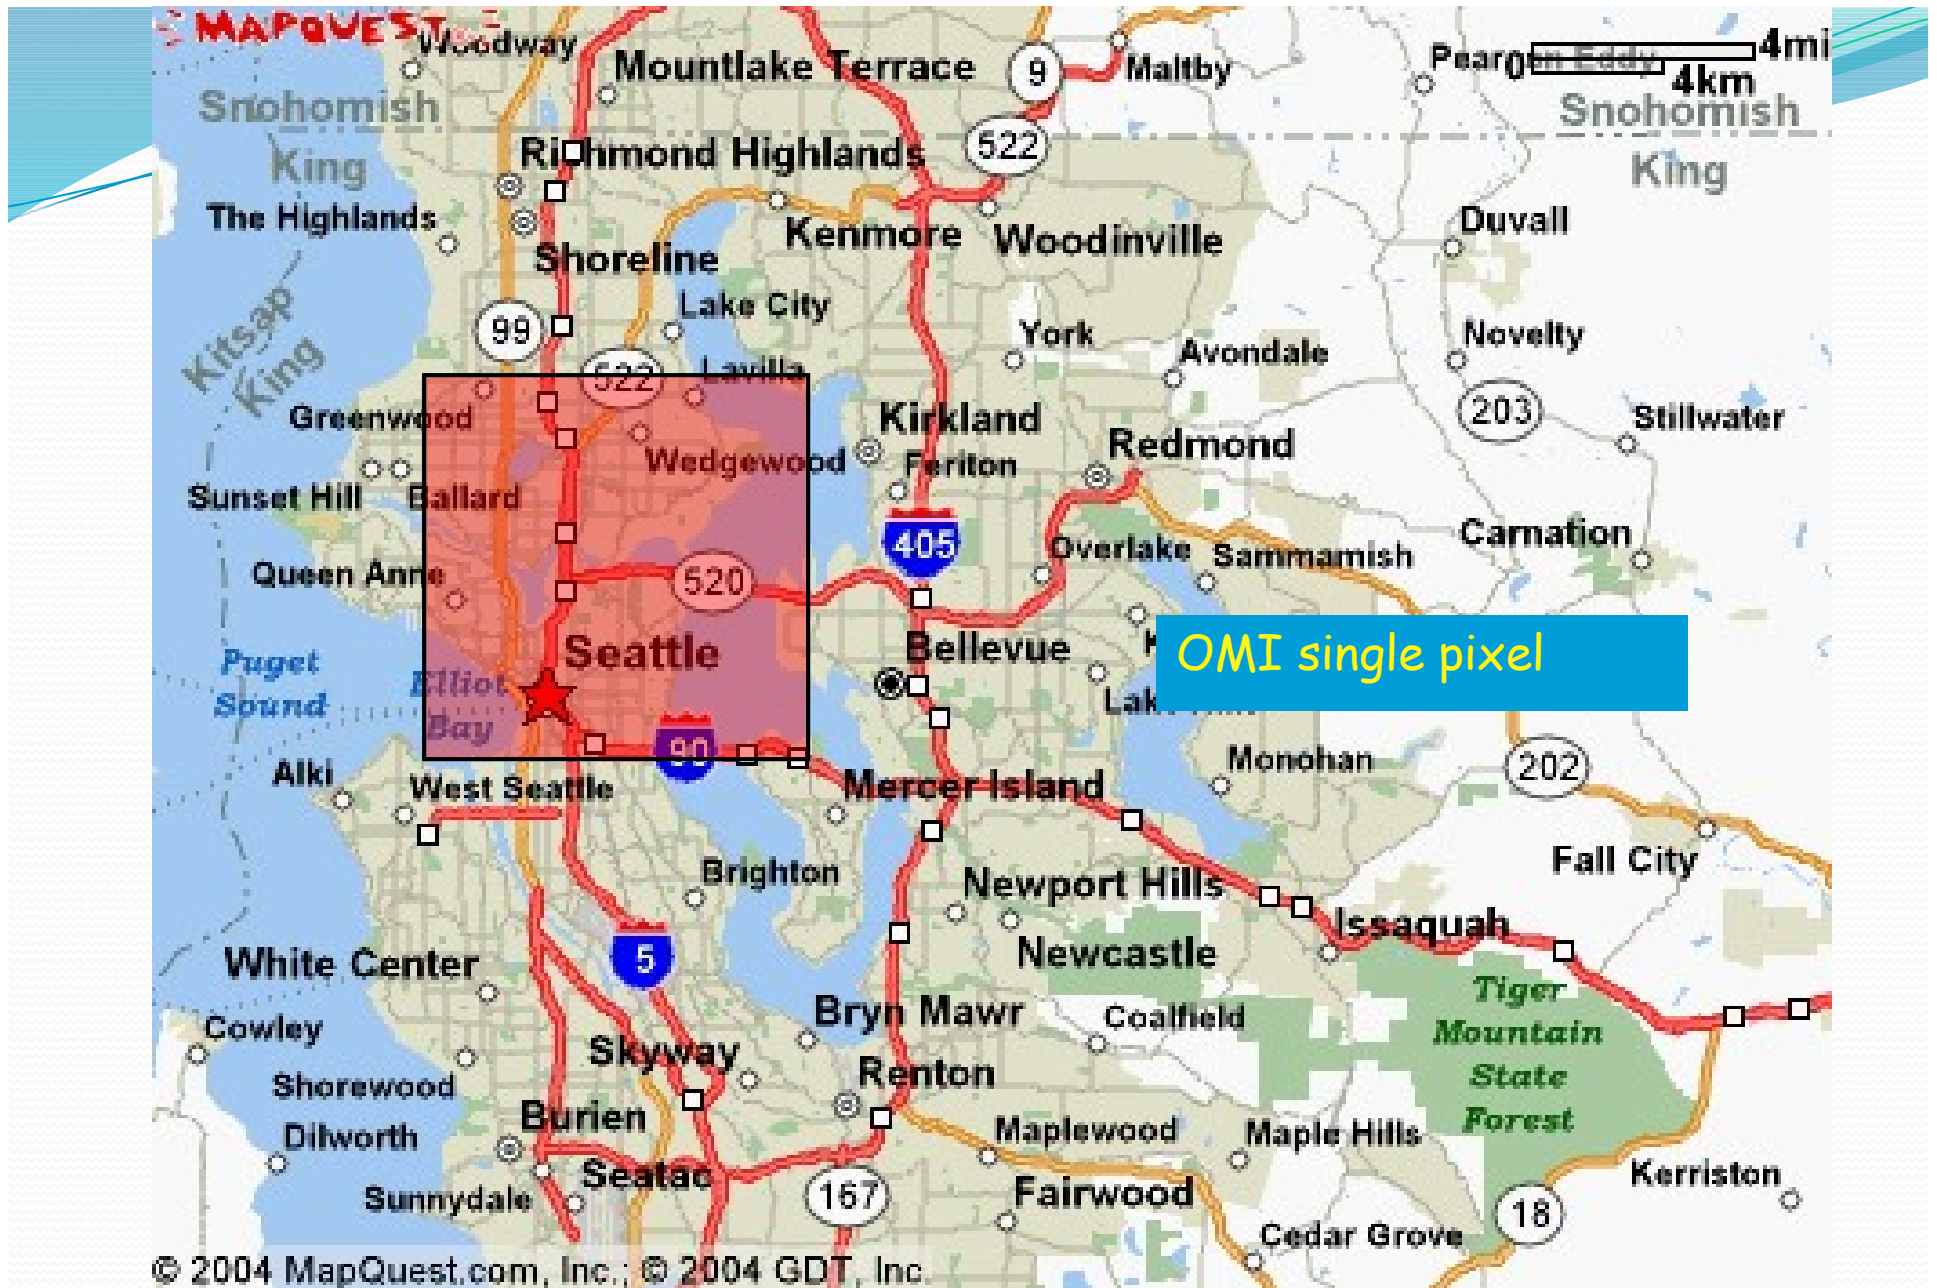 MAPQUEST
Woodway
Mountlake Terrace
9
Maltby
4mi
4km
Snohomish
Snohomish
King
King
Richmond Highlands
522
The Highlands
Kenmore
Woodinville
Duvall
Shoreline
Lake City
99
Kitsap
King
York
Avondale
Novelty
522
Lavilla
Greenwood
Kirkland
203
Stillwater
Wedgewood
Feriton
Redmond
Sunset Hill
Ballard
405
Overlake
Sammamish
Carnation
Queen Anne
520
Seattle
Bellevue
OMI single pixel
Puget
Sound
Elliot
Bay
90
Alki
West Seattle
Mercer Island
Monohan
202
Brighton
Newport Hills
Fall City
Issaquah
White Center
5
Newcastle
Tiger
Mountain
State
Forest
Cowley
Bryn Mawr
Coalfield
Skyway
Shorewood
Renton
Burien
Dilworth
Maplewood
Maple Hills
Seatac
Sunnydale
167
Fairwood
Kerriston
18
Cedar Grove
© 2004 MapQuest.com, Inc.; © 2004 GDT, Inc.